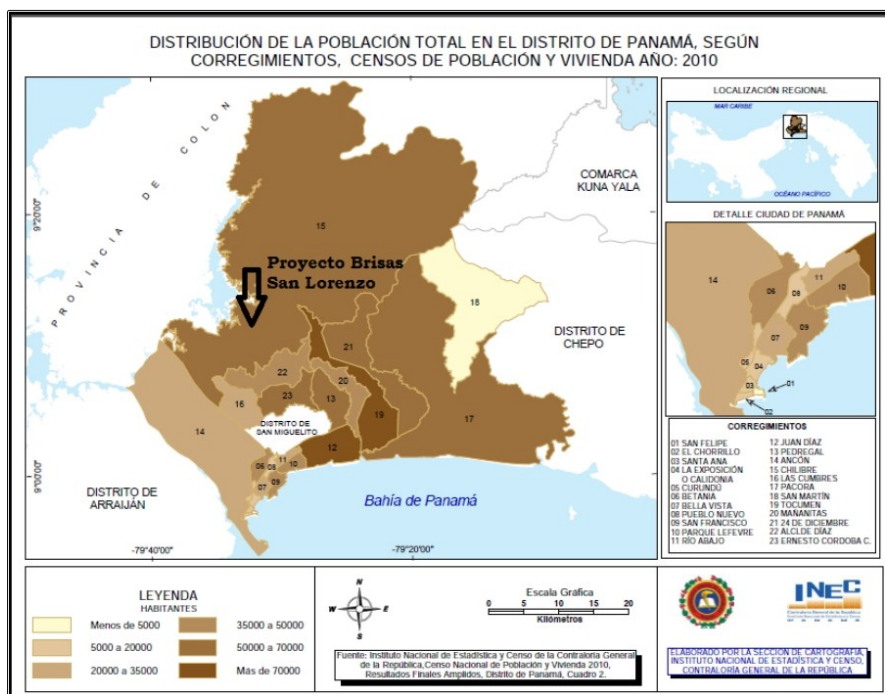 DISTRIBUCIÓN DE LA POBLACIÓN TOTAL EN EL DISTRITO DE PANAMÁ, SEGÚN
CORREGIMIENTOS, CENSOS DE POBLACIÓN Y VIVIENDA AÑO: 2010
PROVINCIA DE COLON
COMARCA
KUNA YALA
9°20'00"
15
Proyecto Brisas
San Lorenzo
18
DISTRITO DE
CHEPO
21
22
20
16
23
13
19
17
14
DISTRITO DE
SAN MIGUELITO
12
11
06
08
10
09
07
9°00'00"
DISTRITO DE
ARRAIJÁN
Bahía de Panamá
-79°40'00"
-79°20'00"
LOCALIZACIÓN REGIONAL
MAR CARIBE
OCÉANO PACÍFICO
DETALLE CIUDAD DE PANAMÁ
14
06
11
08
10
09
07
05
04
03
01
02
CORREGIMIENTOS
01 SAN FELIPE
02 EL CHORRILLO
03 SANTA ANA
04 LA EXPOSICIÓN
O CALIDONIA
05 CURUNDÚ
06 BETANIA
07 BELLA VISTA
08 PUEBLO NUEVO
09 SAN FRANCISCO
10 PARQUE LEFEVRE
11 RÍO ABAJO
12 JUAN DÍAZ
13 PEDREGAL
14 ANCÓN
15 CHILIBRE
16 LAS CUMBRES
17 PACORA
18 SAN MARTÍN
19 TOCUMEN
20 MAÑANITAS
21 24 DE DICIEMBRE
22 ALCLDE DÍAZ
23 ERNESTO CORDOBA C.
LEYENDA
HABITANTES
Menos de 5000
5000 a 20000
20000 a 35000
35000 a 50000
50000 a 70000
Más de 70000
N
W
E
S
Escala Gráfica
0 5 10 15 20
Kilómetros
Fuente: Instituto Nacional de Estadística y Censo de la Contraloría General
de la República,Censo Nacional de Población y Vivienda 2010,
Resultados Finales Ampliados, Distrito de Panamá, Cuadro 2.
INEC
ELABORADO POR LA SECCIÓN DE CARTOGRAFÍA,
INSTITUTO NACIONAL DE ESTADÍSTICA Y CENSO,
CONTRALORÍA GENERAL DE LA REPÚBLICA